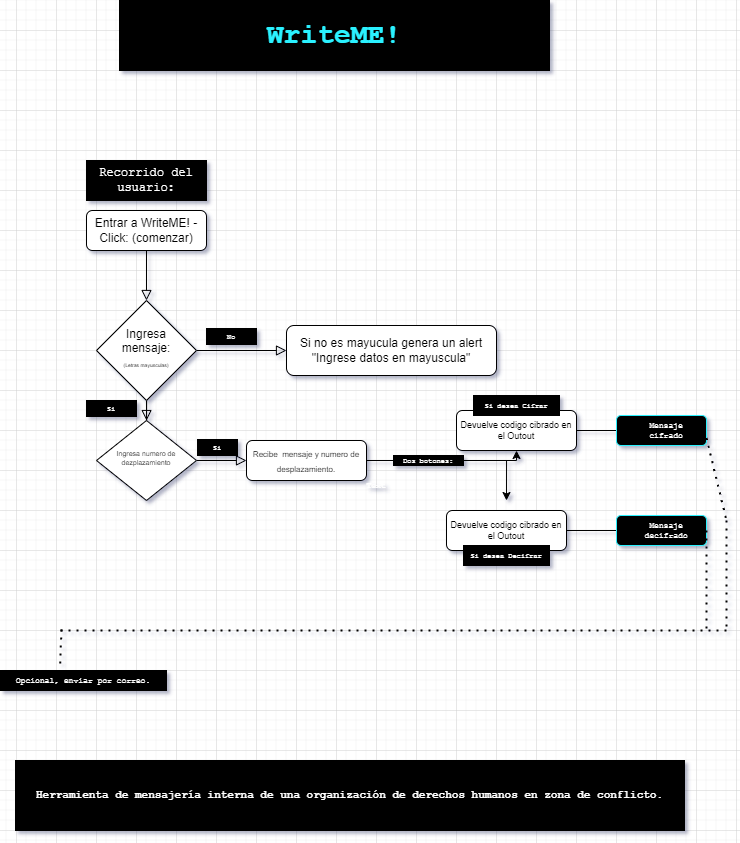 WriteME!
Recorrido del
usuario:
Entrar a WriteME! -
Click: (comenzar)
Ingresa
mensaje:
(Letras mayusculas)
No
Si no es mayucula genera un alert
"Ingrese datos en mayuscula"
Si
Ingresa numero de
dezplazamiento
Si
Recibe mensaje y numero de
desplazamiento.
Dos botones:
Si desea Cifrar
Devuelve codigo cibrado en
el Outout
Mensaje
cifrado
Devuelve codigo cibrado en
el Outout
Si desea Decifrar
Mensaje
decifrado
Opcional, enviar por correo.
Herramienta de mensajería interna de una organización de derechos humanos en zona de conflicto.